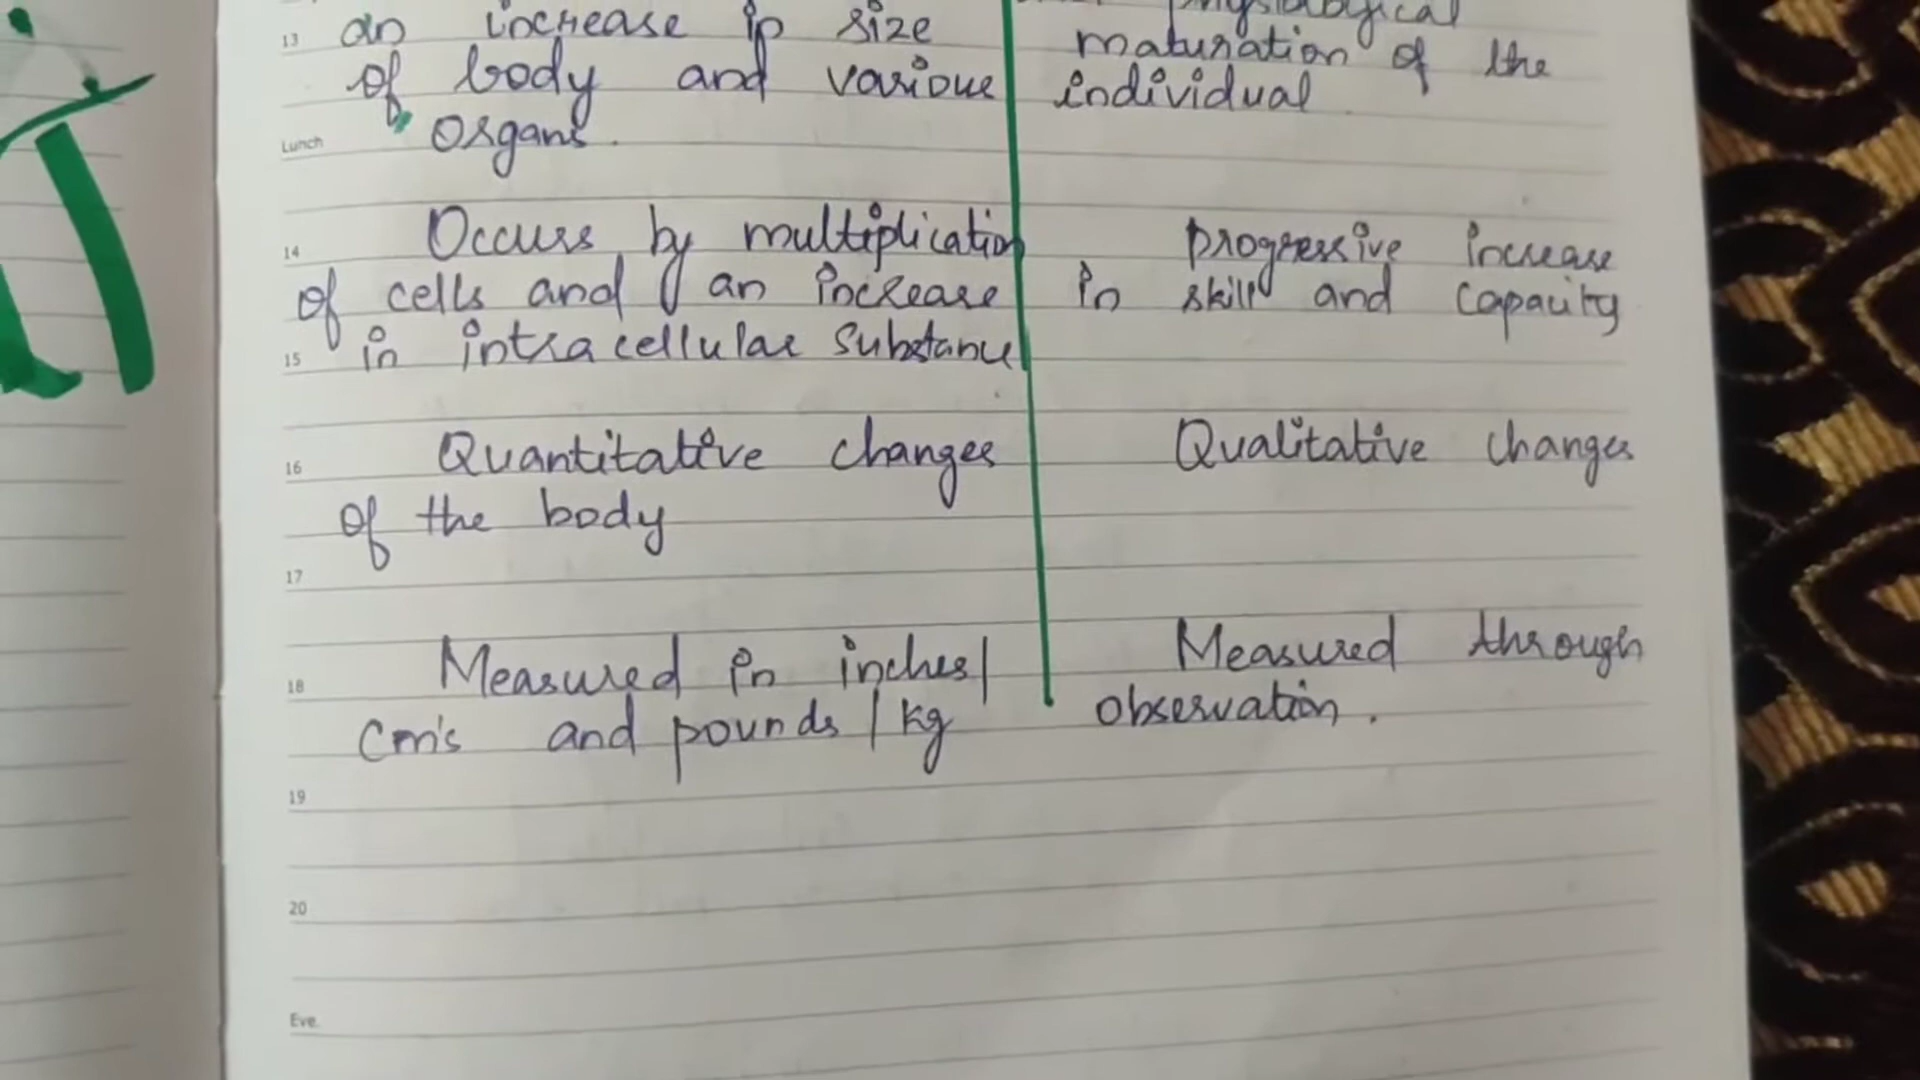 13 an increase in size
of body and various
Lunch organs.
14 Occurs by multiplication
of cells and an increase
15 in intracellular substance
16 Quantitative changes
of the body
17
18 Measured in inches/
cm's and pounds / kg
19
20
Eve.
physiological
maturation of the
individual
progressive increase
in skill and capacity
Qualitative changes
Measured through
observation.